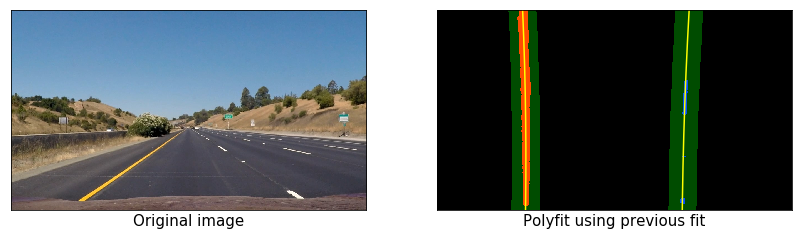 Original image
Polyfit using previous fit